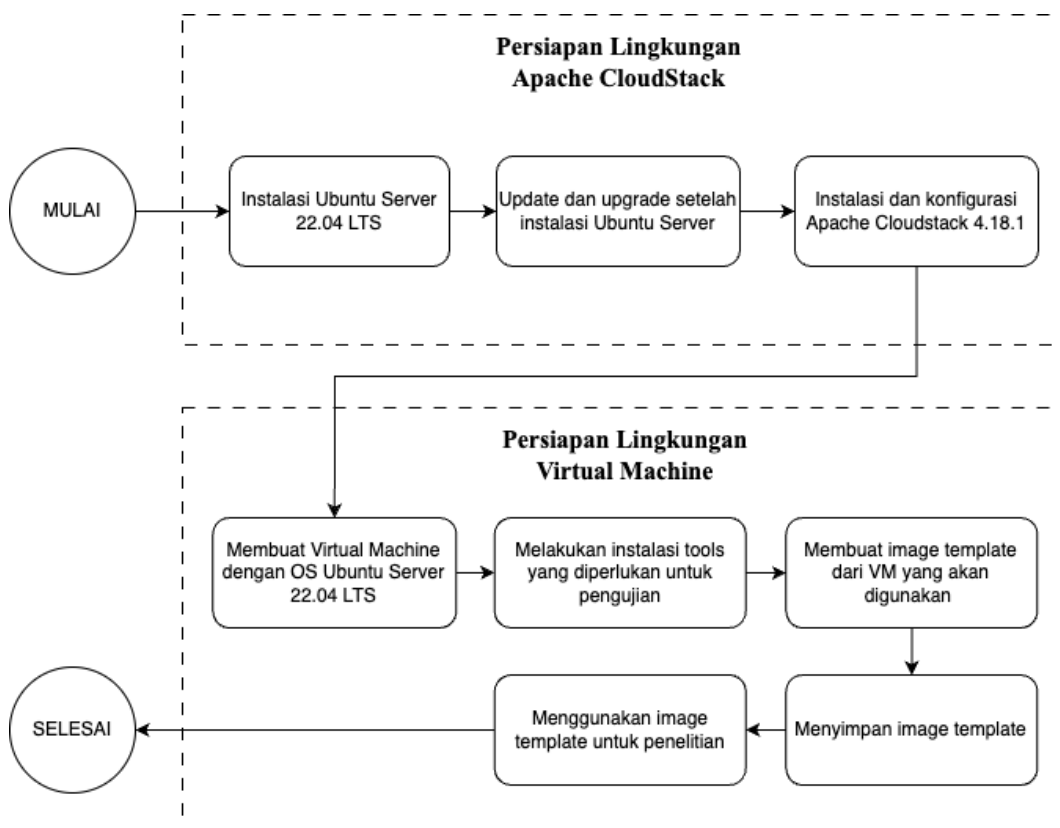 Persiapan Lingkungan
Apache CloudStack
MULAI
Instalasi Ubuntu Server
22.04 LTS
Update dan upgrade setelah
instalasi Ubuntu Server
Instalasi dan konfigurasi
Apache Cloudstack 4.18.1
Persiapan Lingkungan
Virtual Machine
Membuat Virtual Machine
dengan OS Ubuntu Server
22.04 LTS
Melakukan instalasi tools
yang diperlukan untuk
pengujian
Membuat image template
dari VM yang akan
digunakan
Menyimpan image template
Menggunakan image
template untuk penelitian
SELESAI